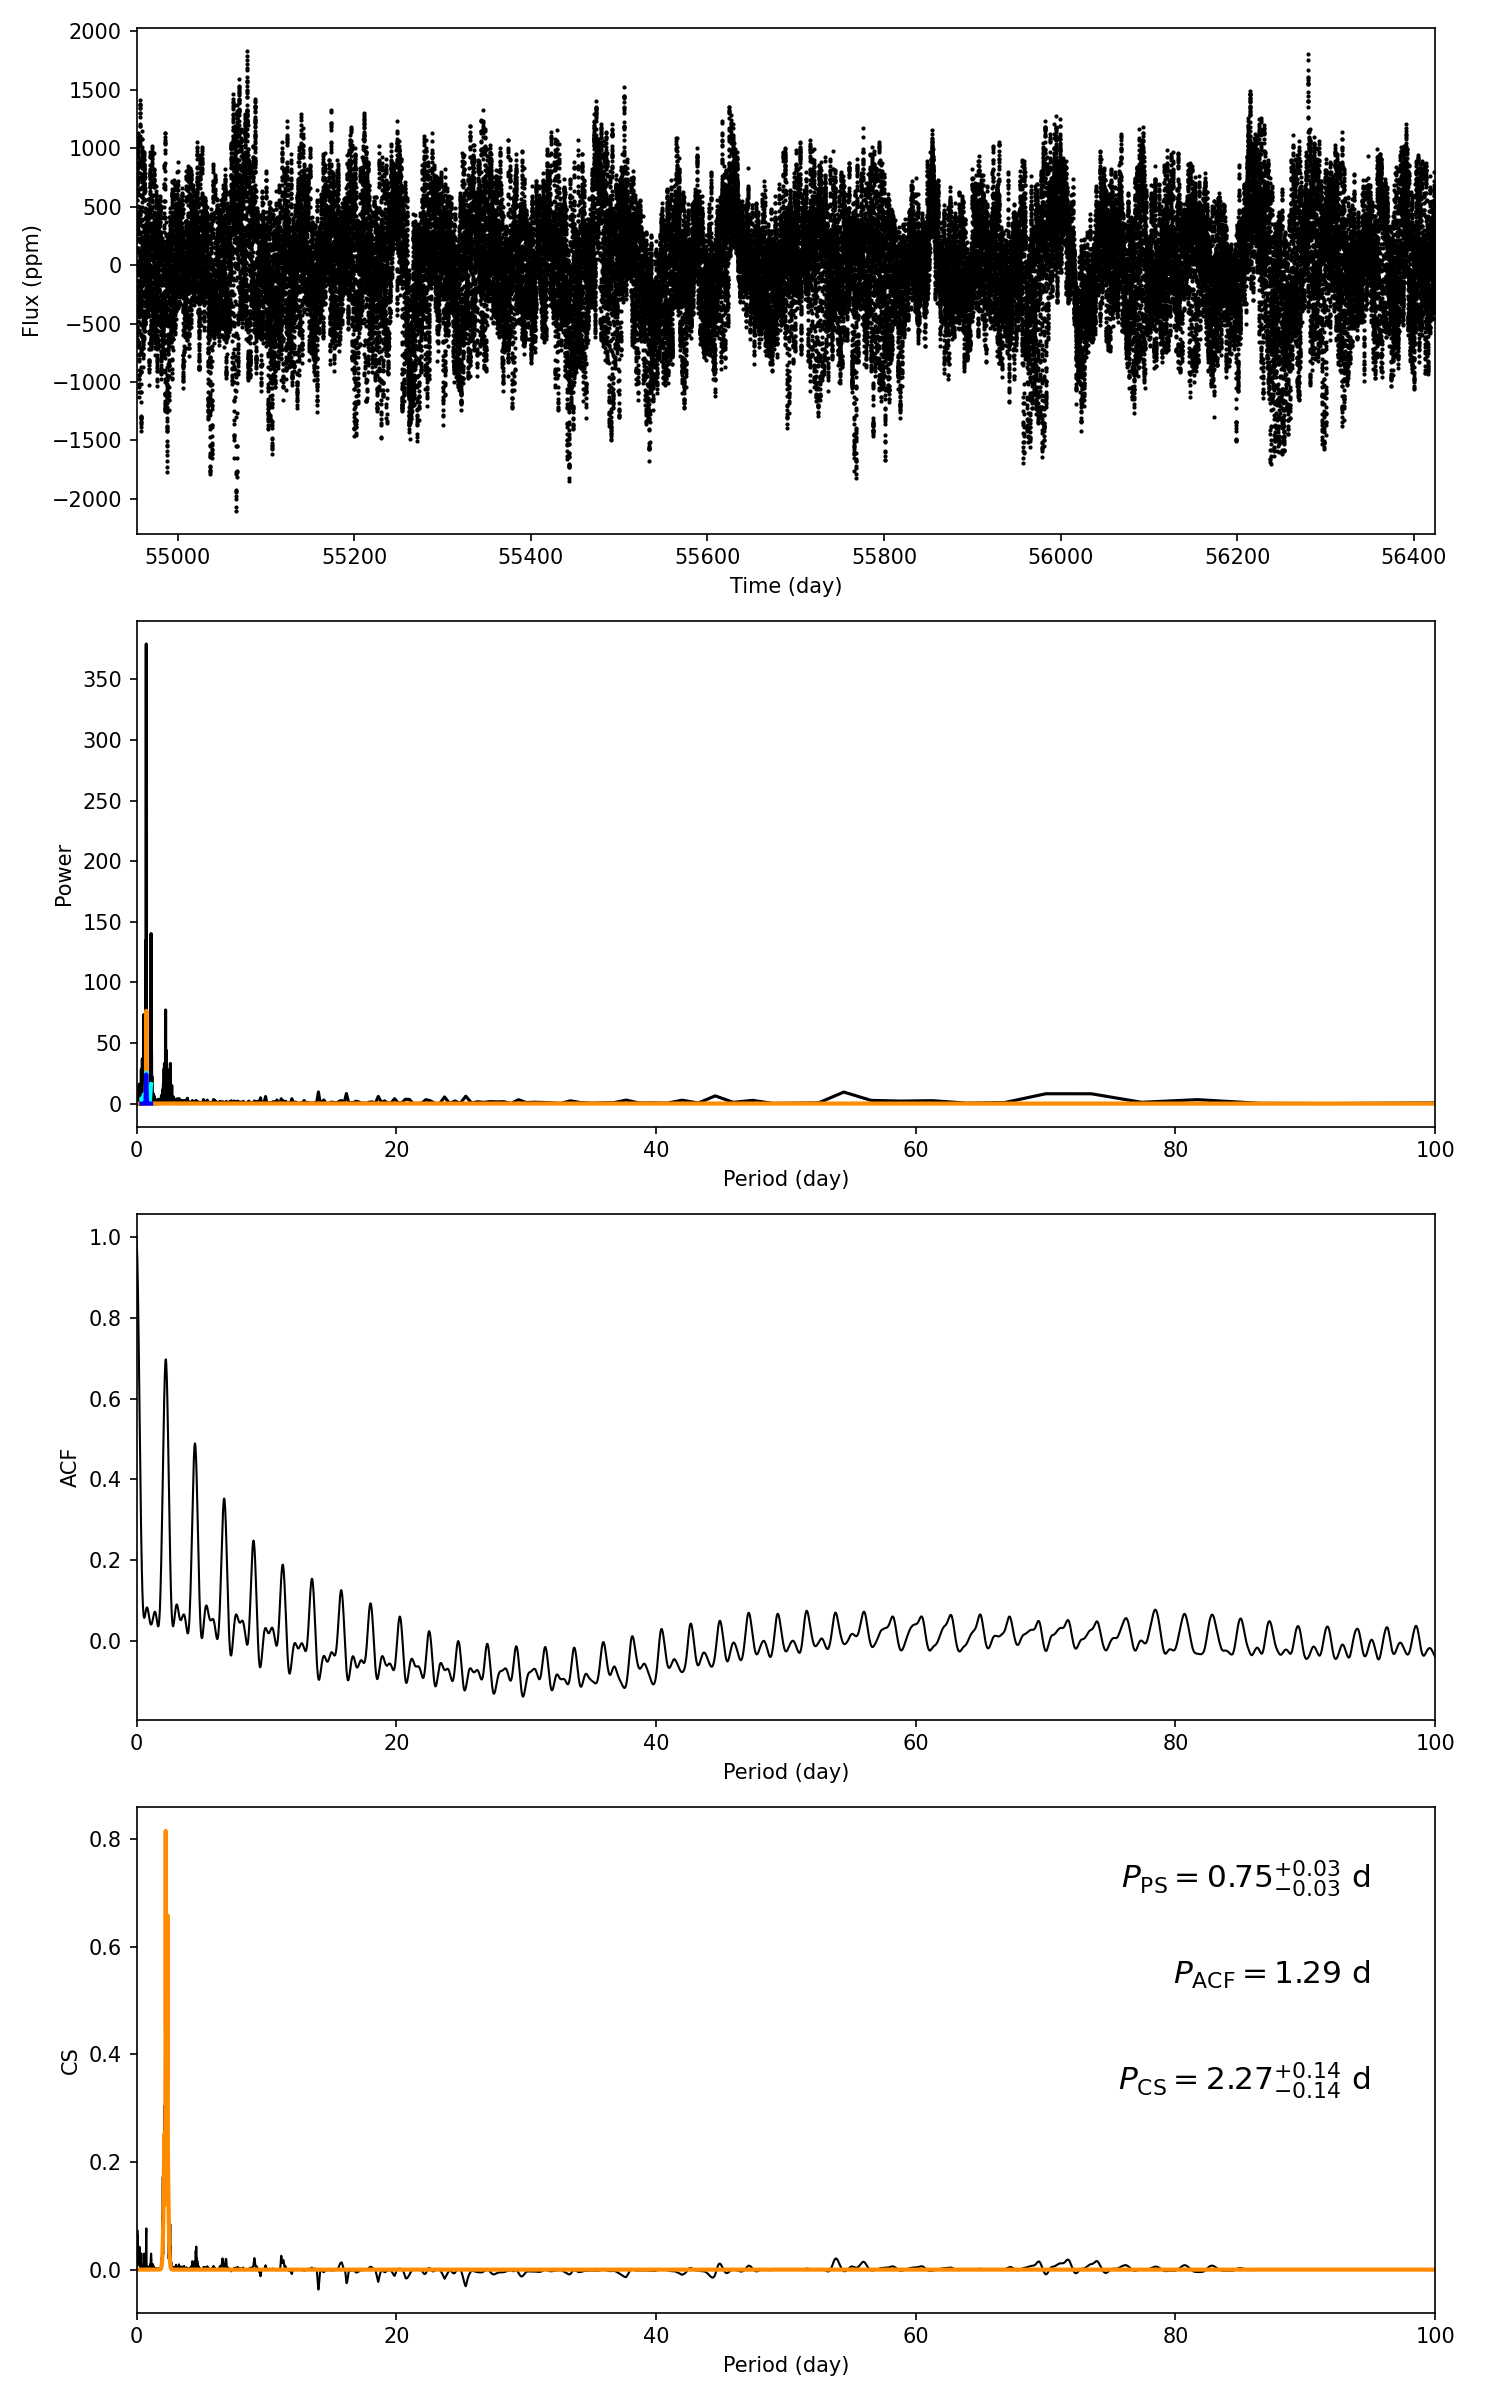 2000
1500
1000
500
0
−500
−1000
−1500
−2000
Flux (ppm)
55000 55200 55400 55600 55800 56000 56200 56400
Time (day)
350
300
250
200
150
100
50
0
Power
0 20 40 60 80 100
Period (day)
1.0
0.8
0.6
0.4
0.2
0.0
ACF
0 20 40 60 80 100
Period (day)
0.8
0.6
0.4
0.2
0.0
CS
P_PS = 0.75^{+0.03}_{−0.03} d
P_ACF = 1.29 d
P_CS = 2.27^{+0.14}_{−0.14} d
0 20 40 60 80 100
Period (day)